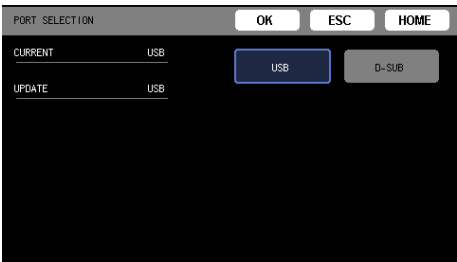 PORT SELECTION OK ESC HOME
CURRENT USB
USB D-SUB
UPDATE USB